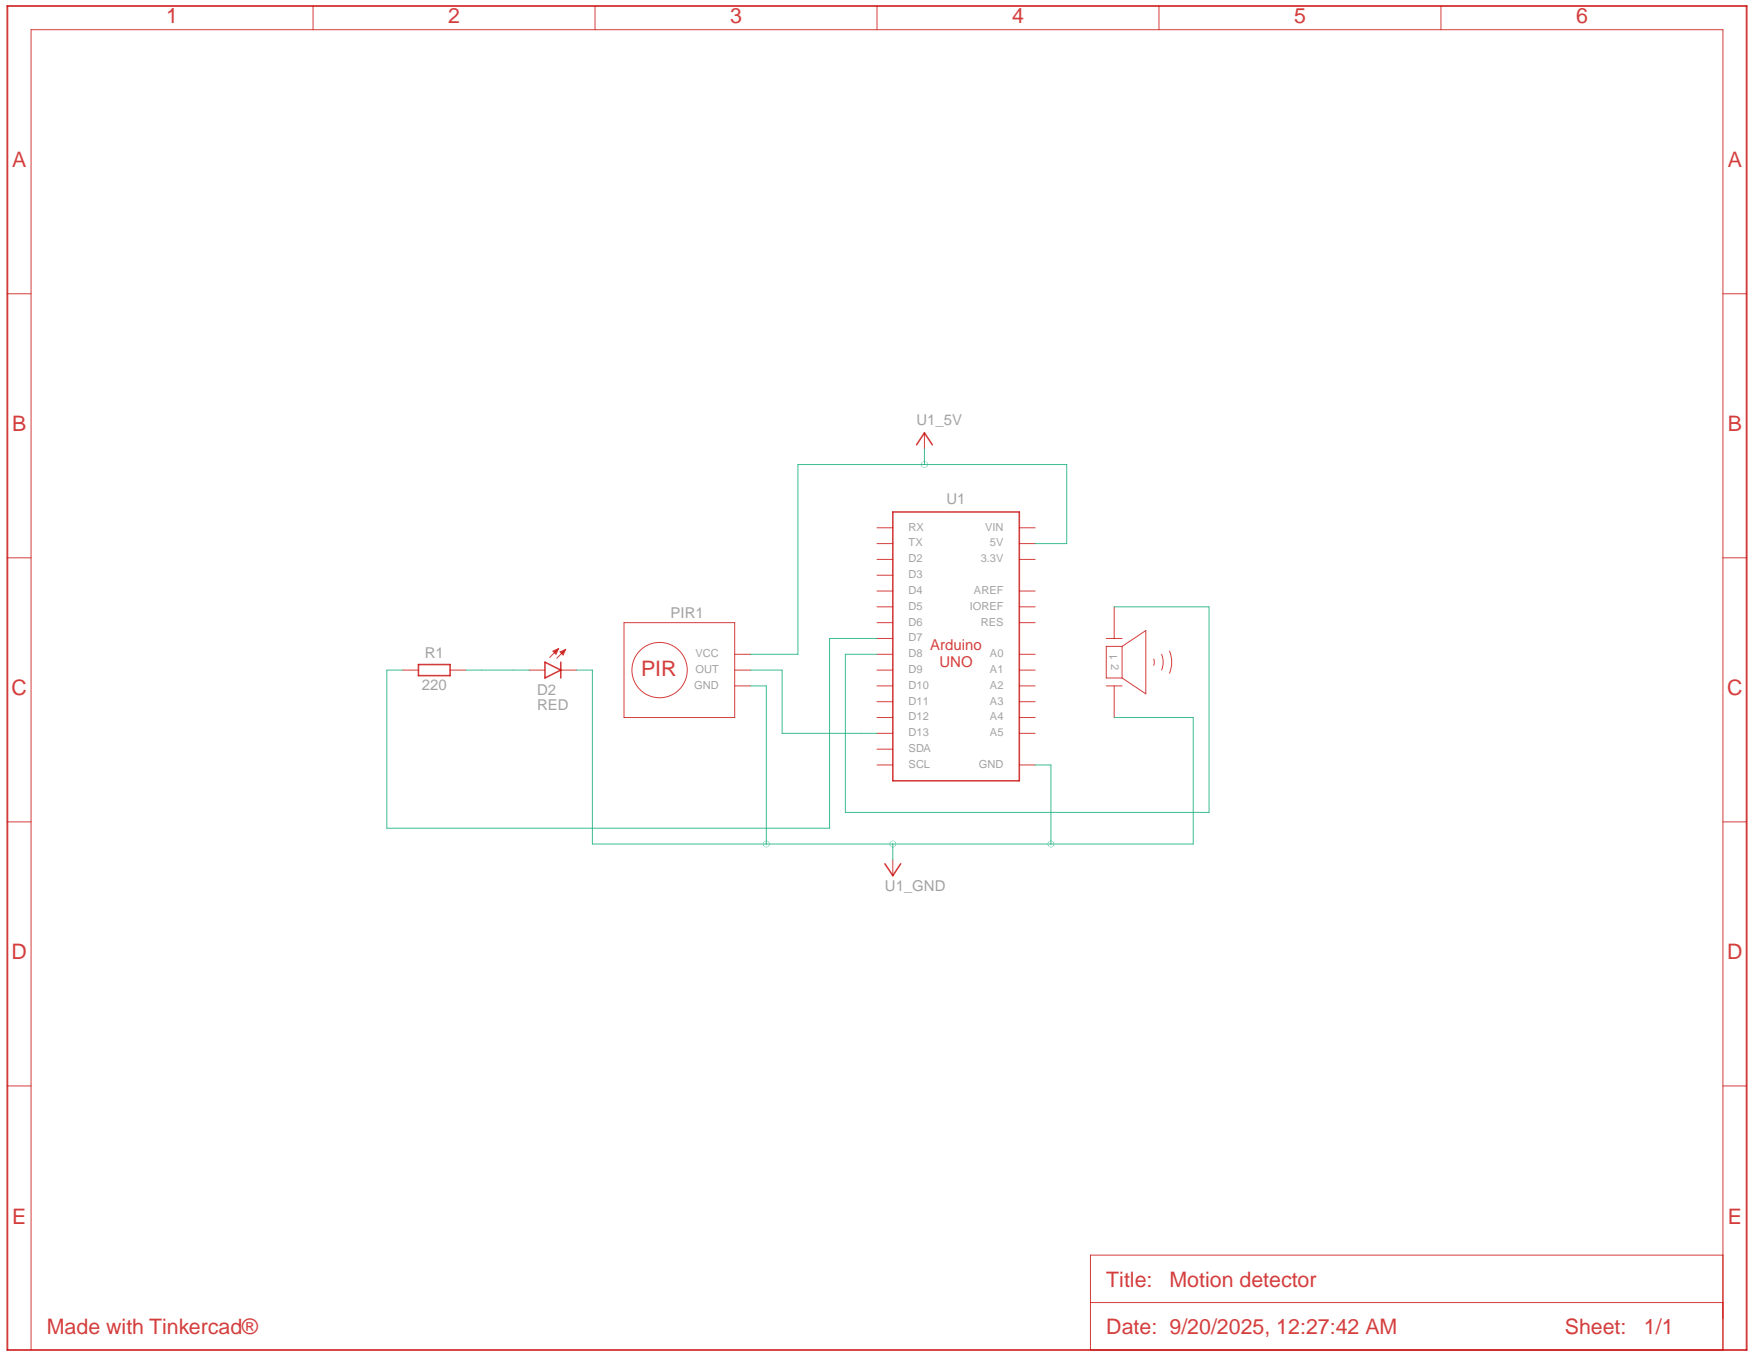 1 2 3 4 5 6
A A
B B
U1_5V
U1
RX VIN
TX 5V
D2 3.3V
D3
D4 AREF
D5 IOREF
D6 RES
D7
D8 A0
D9 A1
D10 A2
D11 A3
D12 A4
D13 A5
SDA
SCL GND
Arduino
UNO
PIR1
PIR
VCC
OUT
GND
R1
220
D2
RED
1 2
C C
U1_GND
D D
E E
Title: Motion detector
Made with Tinkercad®
Date: 9/20/2025, 12:27:42 AM Sheet: 1/1